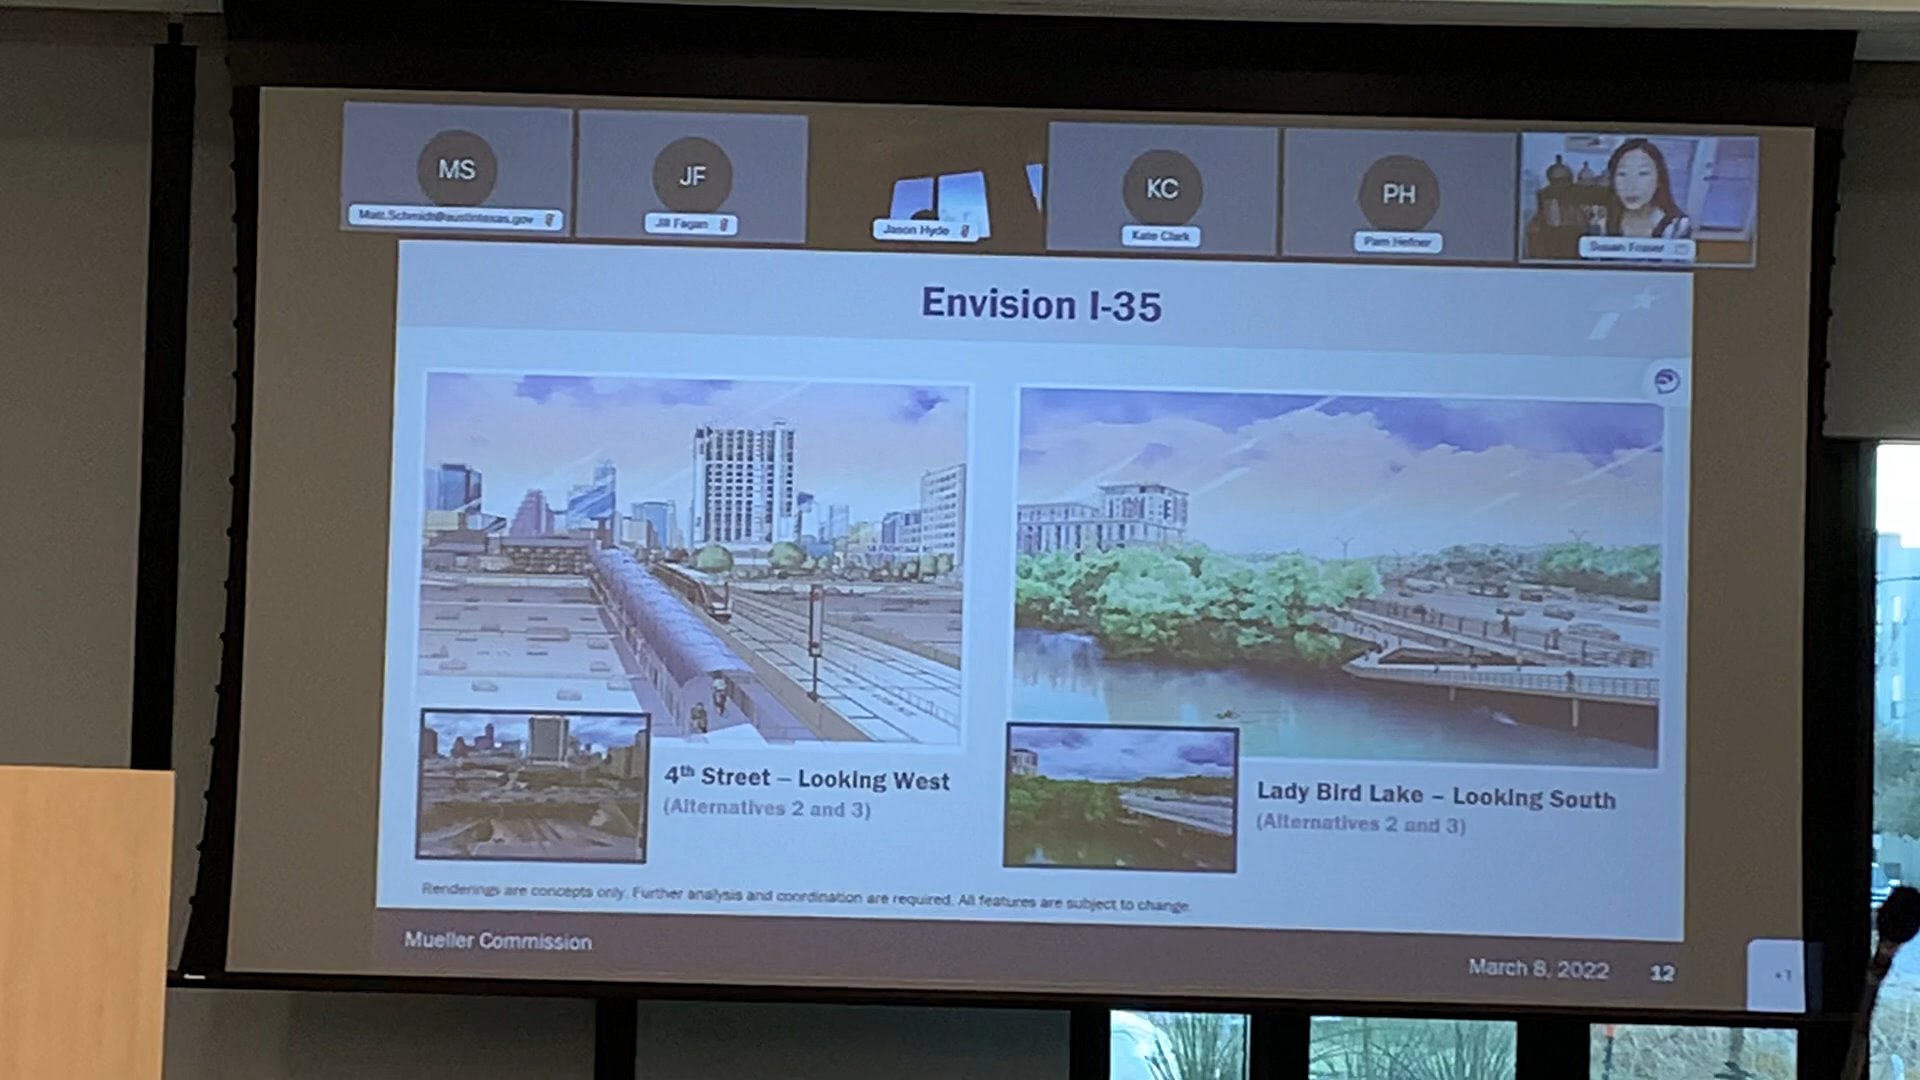 MS
JF
KC
PH
Matt.Schmidt@austintexas.gov
Jill Fagan
Jason Hyde
Kate Clark
Pam Hefner
Susan Fraser
Envision I-35
4th Street – Looking West
(Alternatives 2 and 3)
Lady Bird Lake – Looking South
(Alternatives 2 and 3)
Renderings are concepts only. Further analysis and coordination are required. All features are subject to change.
Mueller Commission
March 8, 2022
12
+1